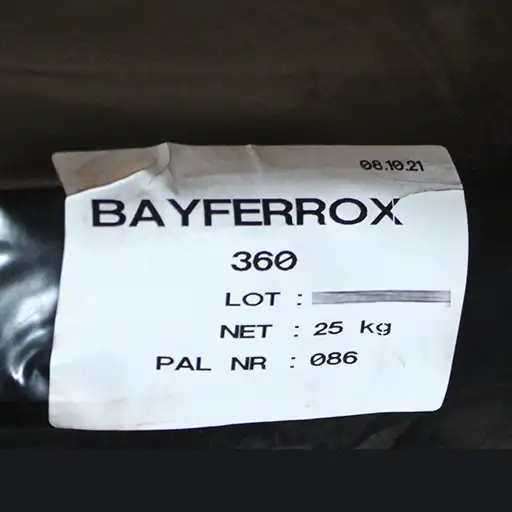 08.10.21
BAYFERROX
360
LOT :
NET : 25 kg
PAL NR : 086